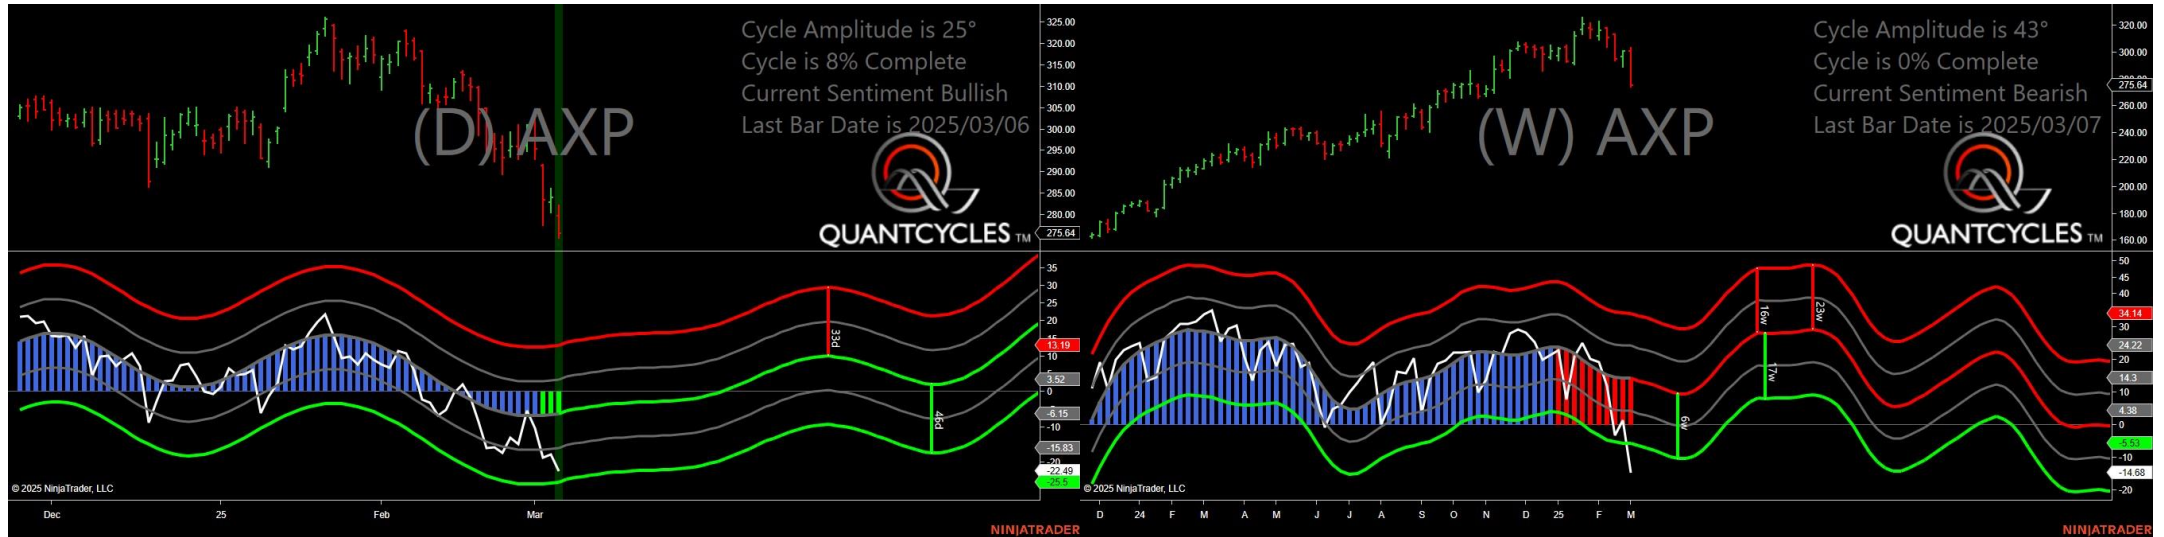 Cycle Amplitude is 25°
Cycle is 8% Complete
Current Sentiment Bullish
Last Bar Date is 2025/03/06
(D) AXP
QUANTCYCLES TM
325.00
320.00
315.00
310.00
305.00
300.00
295.00
290.00
285.00
280.00
275.64
35
30
25
20
13.19
10
3.52
0
-6.15
-10
-15.83
-20
-22.49
-25.5
33d
46d
© 2025 NinjaTrader, LLC
Dec
25
Feb
Mar
NINJATRADER
Cycle Amplitude is 43°
Cycle is 0% Complete
Current Sentiment Bearish
Last Bar Date is 2025/03/07
(W) AXP
QUANTCYCLES TM
320.00
300.00
275.64
260.00
240.00
220.00
200.00
180.00
160.00
50
45
40
34.14
30
24.22
20
14.3
10
4.38
0
-5.53
-10
-14.68
-20
16w
23w
17w
6w
© 2025 NinjaTrader, LLC
D
24
F
M
A
M
J
J
A
S
O
N
D
25
F
M
NINJATRADER